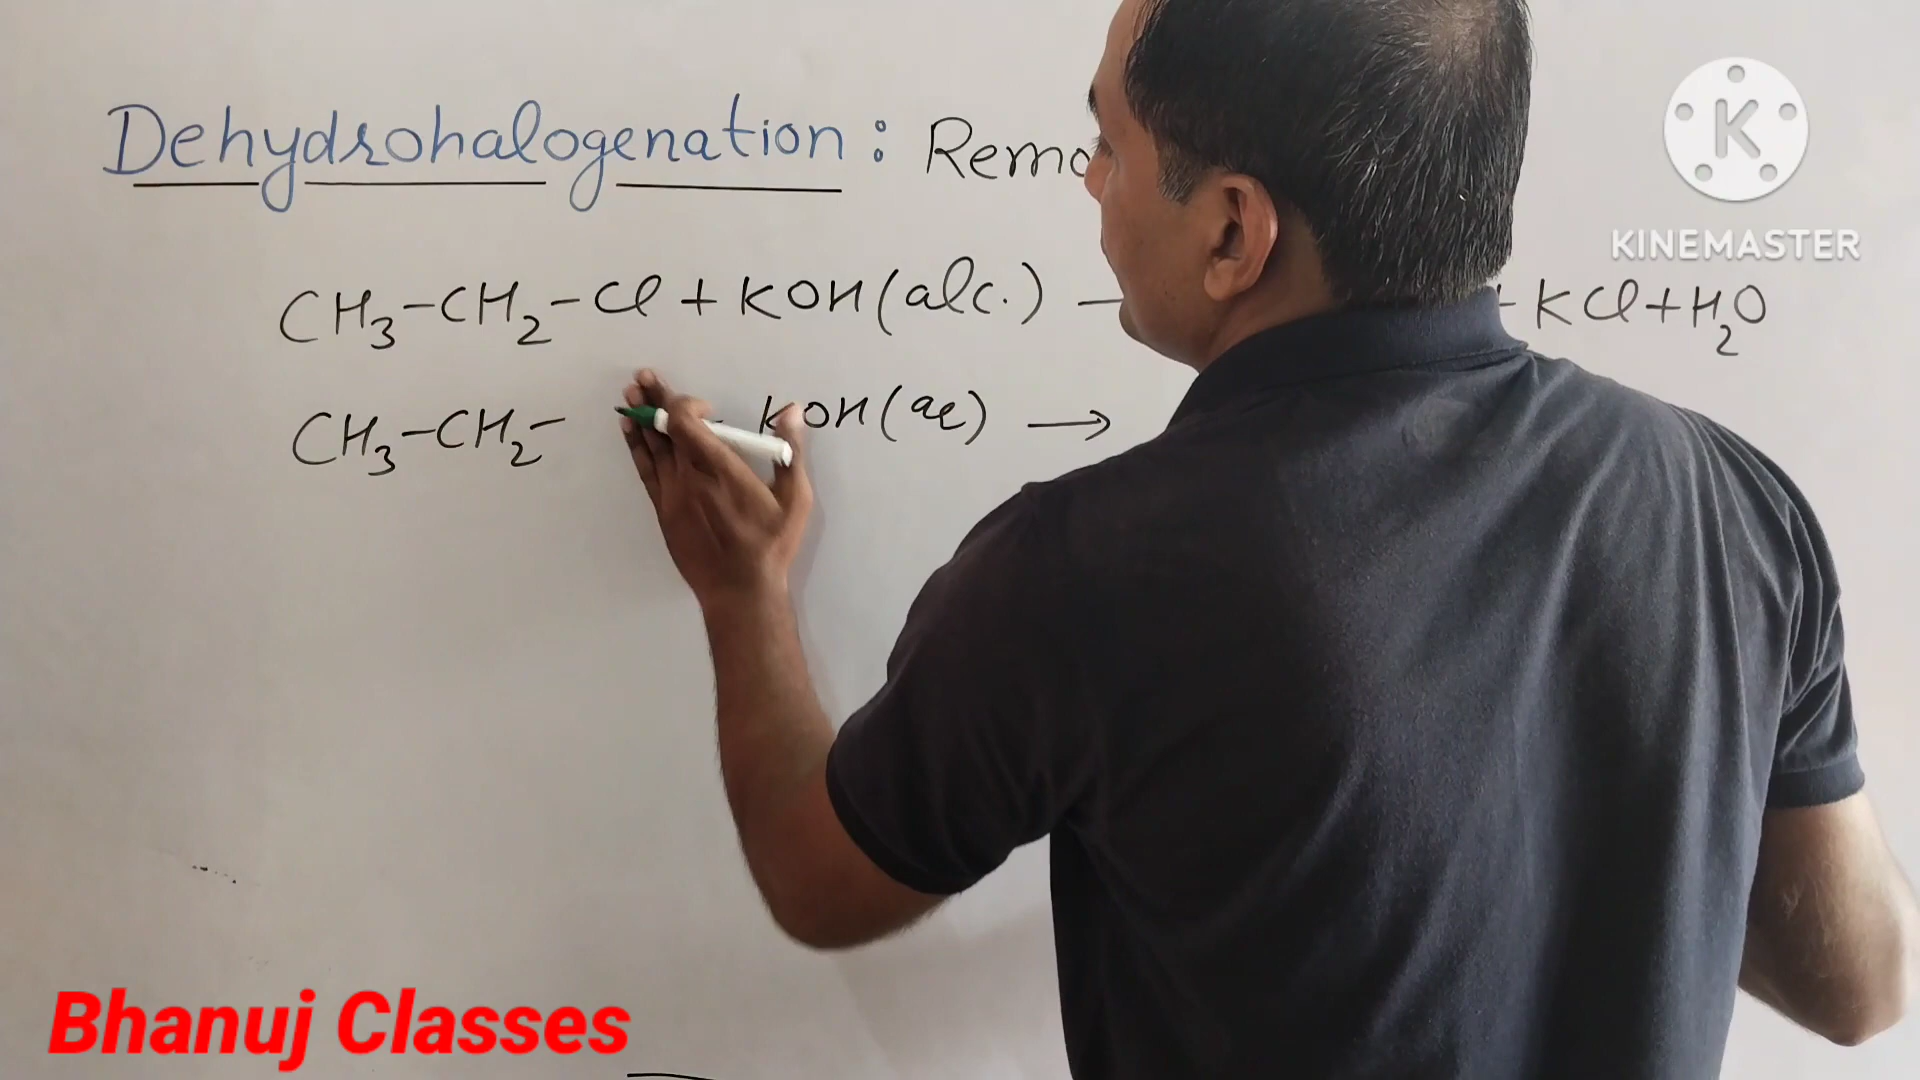 Dehydrohalogenation : Remo
CH₃-CH₂-Cl + KOH (alc.) — + KCl + H₂O
CH₃-CH₂- KOH (aq) →
K
KINEMASTER
Bhanuj Classes